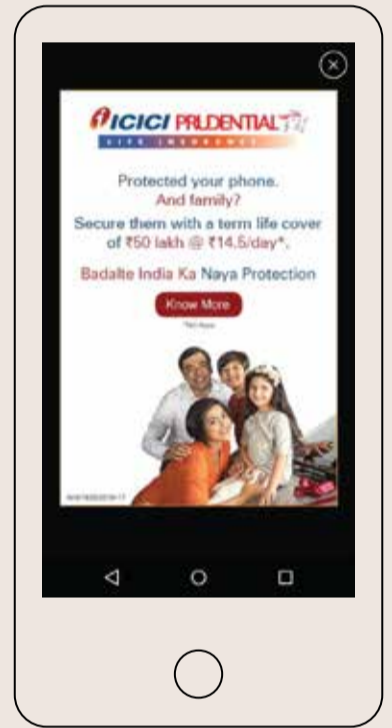 ICICI PRUDENTIAL
LIFE INSURANCE
Protected your phone.
And family?
Secure them with a term life cover
of ₹50 lakh @ ₹14.5/day*.
Badalte India Ka Naya Protection
Know More